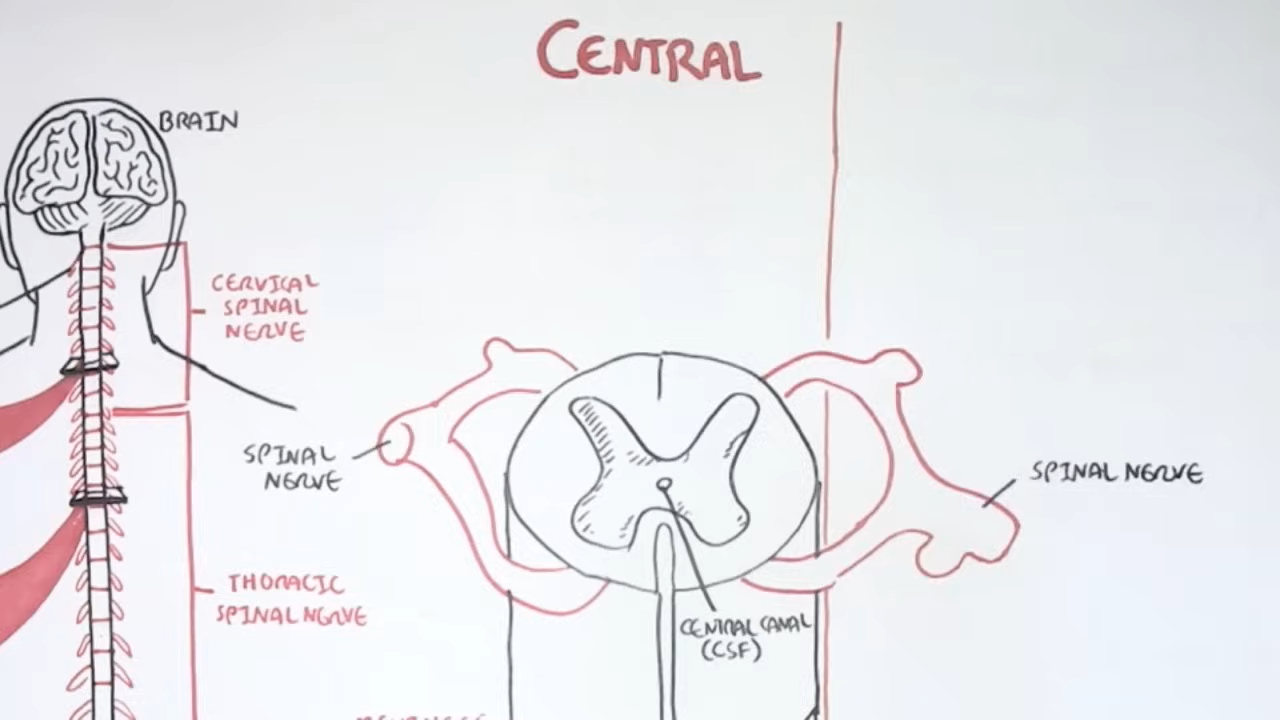 CENTRAL
BRAIN
CERVICAL
SPINAL
NERVE
SPINAL
NERVE
SPINAL NERVE
THORACIC
SPINAL NERVE
CENTRAL CANAL
(CSF)